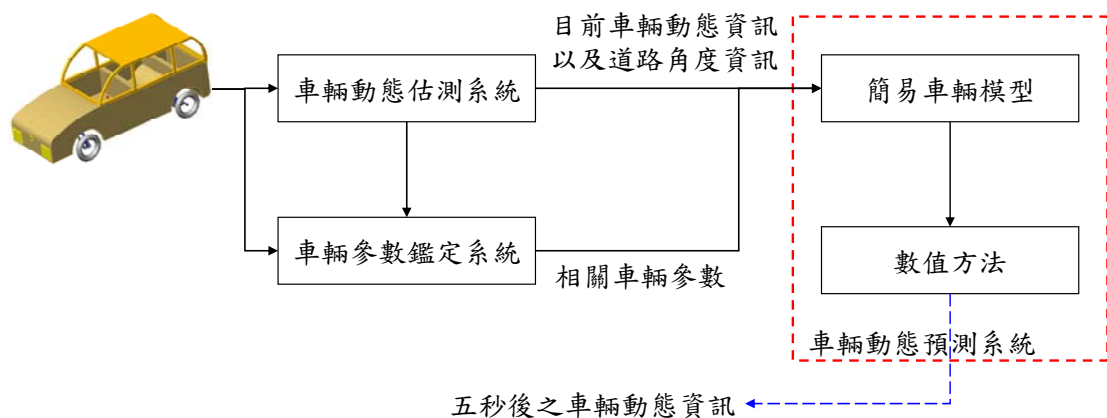 目前車輛動態資訊
以及道路角度資訊
車輛動態估測系統
簡易車輛模型
車輛參數鑑定系統
相關車輛參數
數值方法
車輛動態預測系統
五秒後之車輛動態資訊